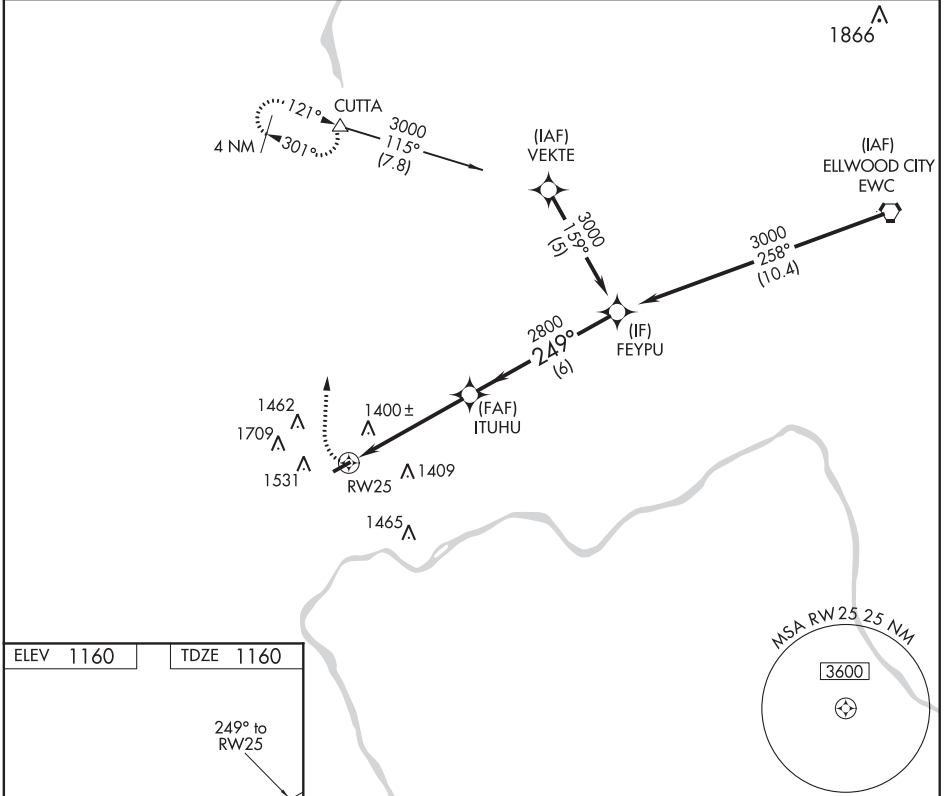 1866
CUTTA
121°
301°
4 NM
3000
115°
(7.8)
(IAF)
VEKTE
(IAF)
ELLWOOD CITY
EWC
3000
159°
(5)
3000
258°
(10.4)
(IF)
FEYPU
2800
249°
(6)
(FAF)
ITUHU
1462
1400±
1709
1531
RW25
1409
1465
MSA RW25 25 NM
3600
ELEV 1160
TDZE 1160
249° to
RW25